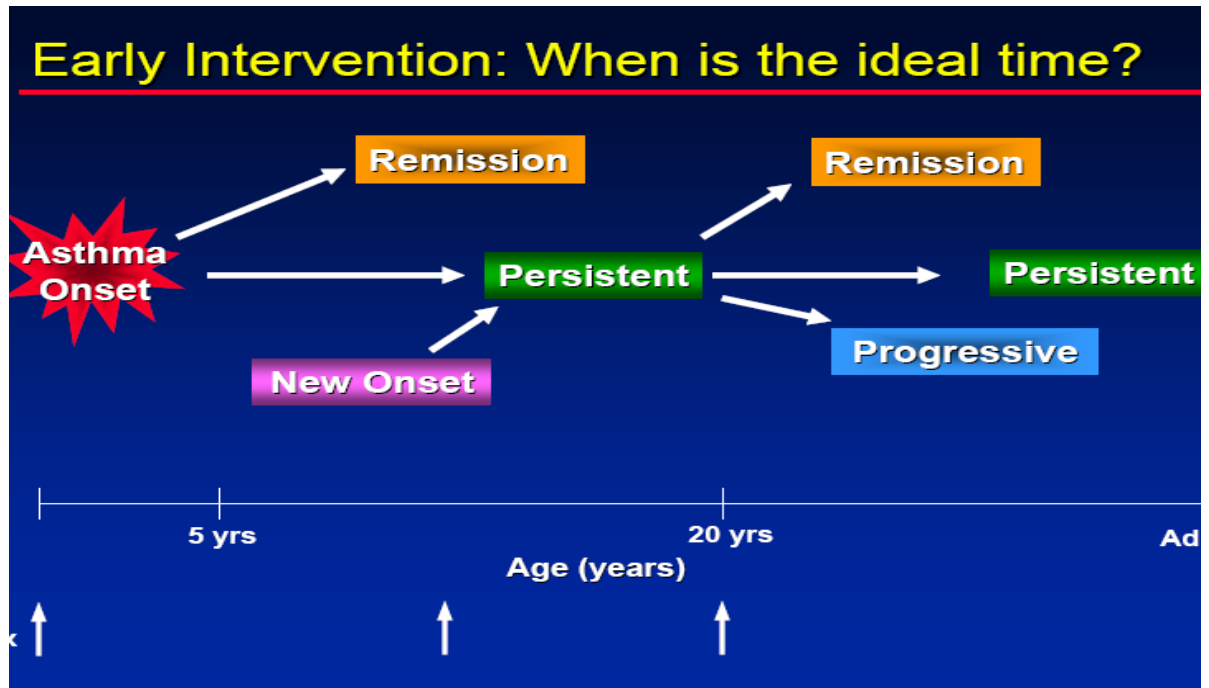 Early Intervention: When is the ideal time?
Remission
Remission
Asthma
Onset
Persistent
Persistent
Progressive
New Onset
5 yrs
20 yrs
Ad
Age (years)
x